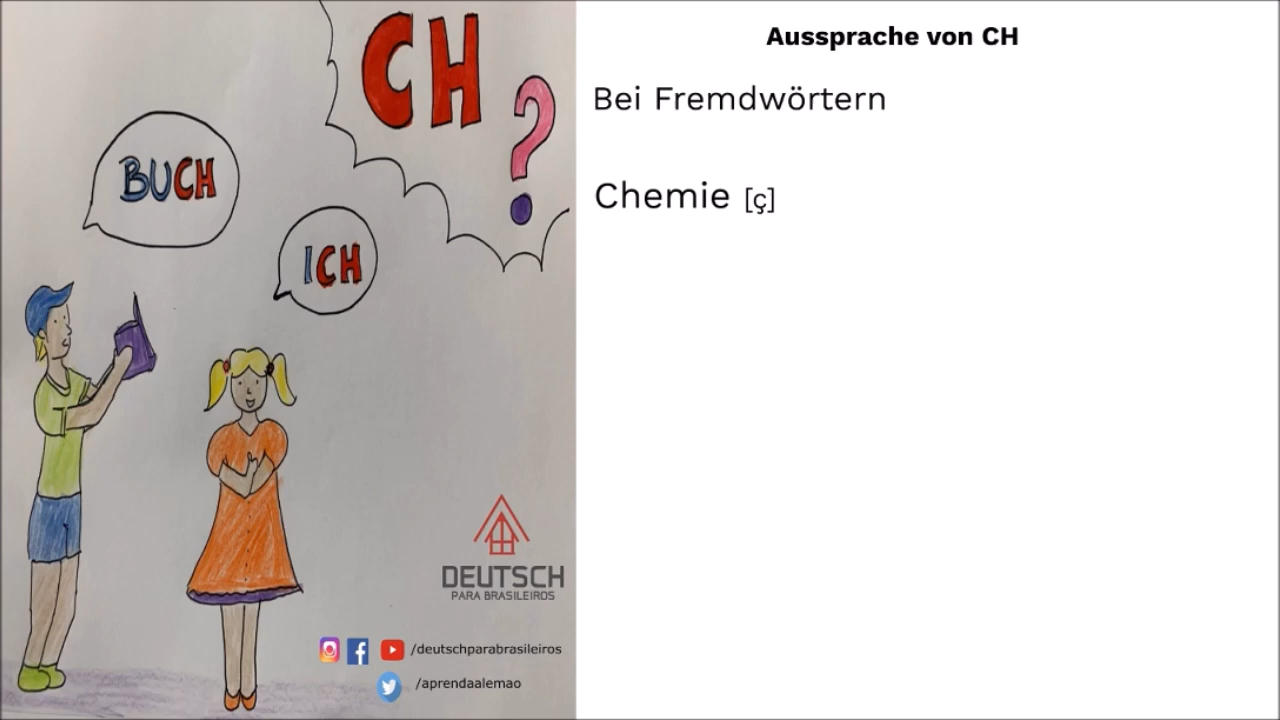 CH
?
BUCH
ICH
DEUTSCH
PARA BRASILEIROS
/deutschparabrasileiros
/aprendaalemao
Aussprache von CH
Bei Fremdwörtern
Chemie [ç]